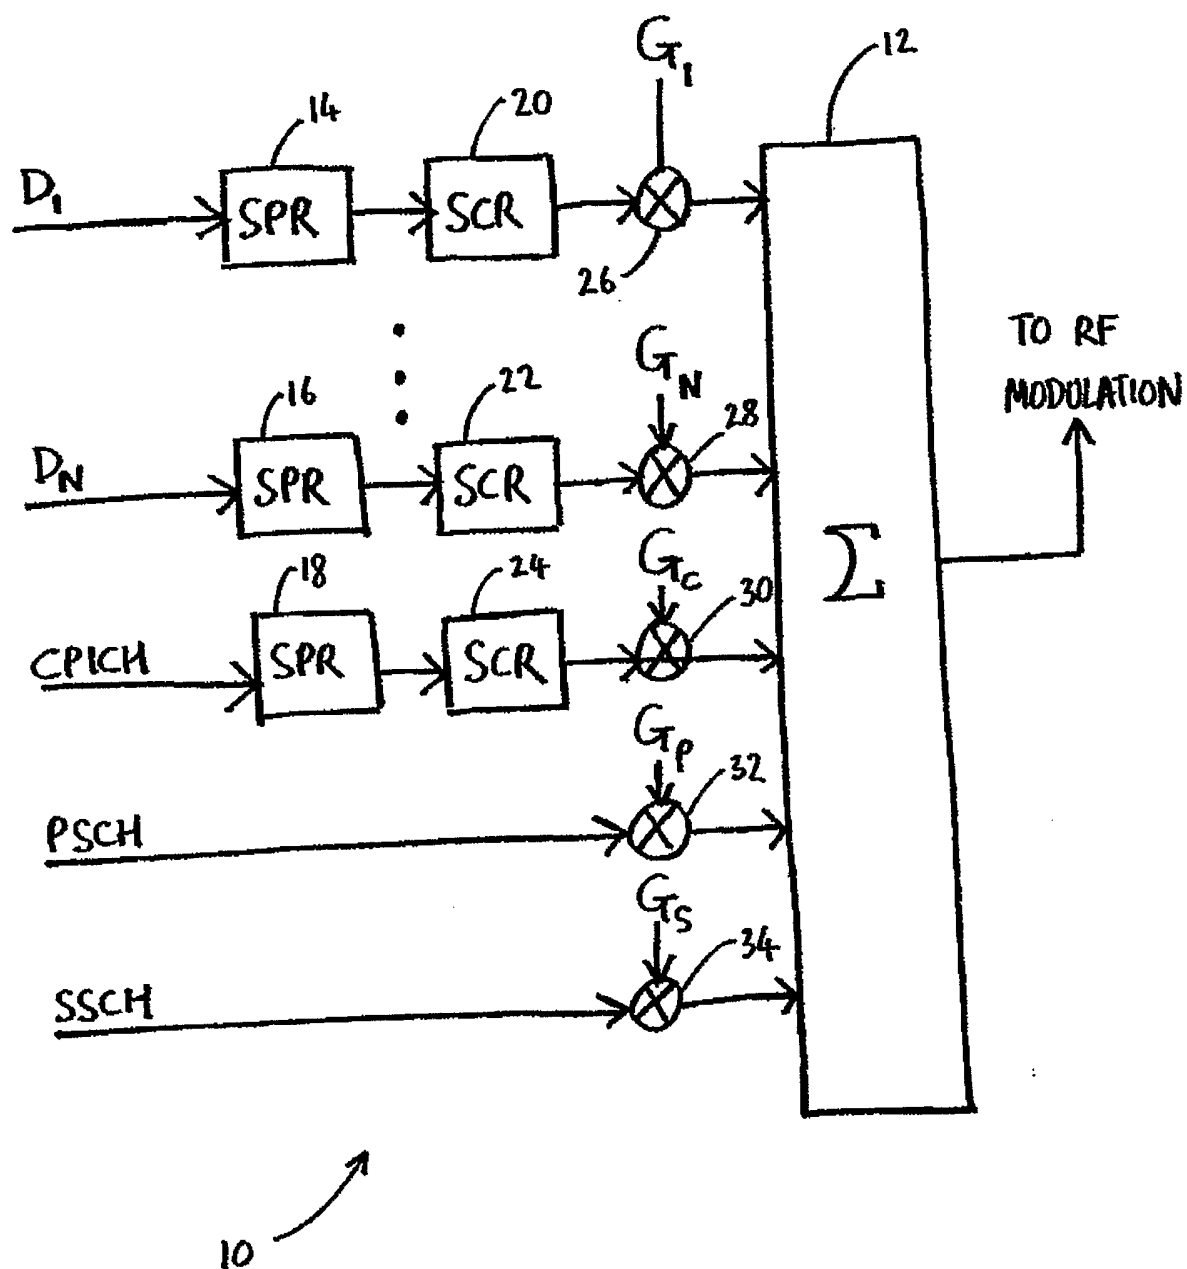 G1
12
14
20
D1
SPR
SCR
26
GN
TO RF
MODULATION
16
22
28
DN
SPR
SCR
GC
Σ
18
24
30
CPICH
SPR
SCR
GP
32
PSCH
GS
34
SSCH
10